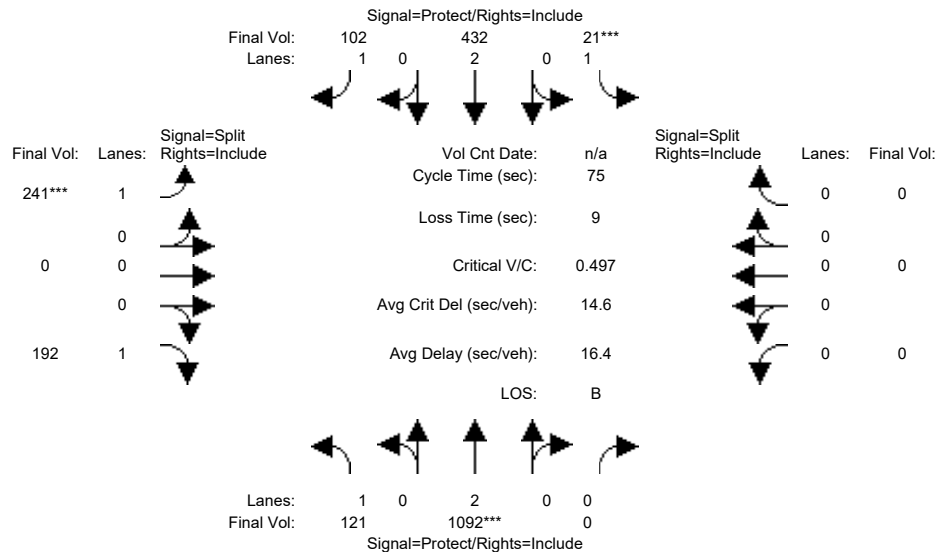 Signal=Protect/Rights=Include
Final Vol: 102 432 21***
Lanes: 1 0 2 0 1
Signal=Split
Final Vol: Lanes: Rights=Include
Vol Cnt Date: n/a
Signal=Split
Rights=Include Lanes: Final Vol:
Cycle Time (sec): 75
241*** 1
0 0
Loss Time (sec): 9
0
0
0 0
Critical V/C: 0.497
0 0
0
Avg Crit Del (sec/veh): 14.6
0
192 1
Avg Delay (sec/veh): 16.4
0 0
LOS: B
Lanes: 1 0 2 0 0
Final Vol: 121 1092*** 0
Signal=Protect/Rights=Include